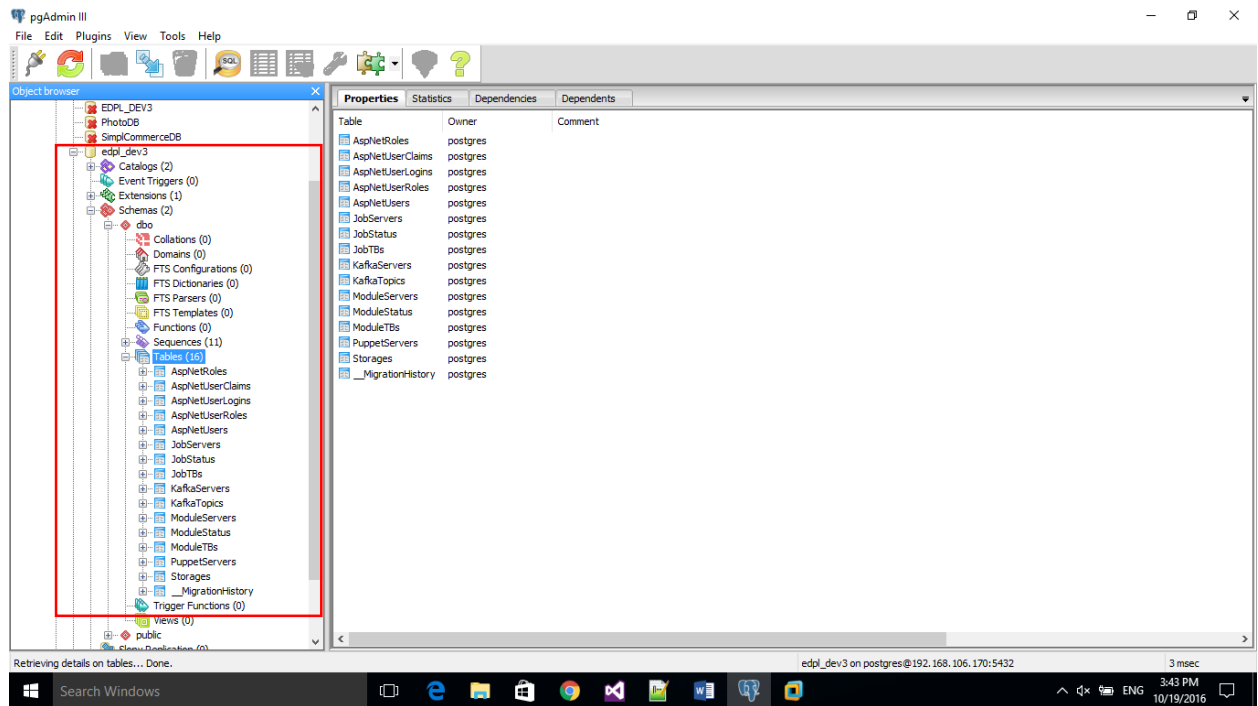 pgAdmin III
File Edit Plugins View Tools Help
SQL
Object browser
EDPL_DEV3
PhotoDB
SimplCommerceDB
edpl_dev3
Catalogs (2)
Event Triggers (0)
Extensions (1)
Schemas (2)
dbo
Collations (0)
Domains (0)
FTS Configurations (0)
FTS Dictionaries (0)
FTS Parsers (0)
FTS Templates (0)
Functions (0)
Sequences (11)
Tables (16)
AspNetRoles
AspNetUserClaims
AspNetUserLogins
AspNetUserRoles
AspNetUsers
JobServers
JobStatus
JobTBs
KafkaServers
KafkaTopics
ModuleServers
ModuleStatus
ModuleTBs
PuppetServers
Storages
__MigrationHistory
Trigger Functions (0)
Views (0)
public
Slony Replication (0)
Properties Statistics Dependencies Dependents
Table Owner Comment
AspNetRoles postgres
AspNetUserClaims postgres
AspNetUserLogins postgres
AspNetUserRoles postgres
AspNetUsers postgres
JobServers postgres
JobStatus postgres
JobTBs postgres
KafkaServers postgres
KafkaTopics postgres
ModuleServers postgres
ModuleStatus postgres
ModuleTBs postgres
PuppetServers postgres
Storages postgres
__MigrationHistory postgres
Retrieving details on tables... Done. edpl_dev3 on postgres@192.168.106.170:5432 3 msec
Search Windows ENG 3:43 PM
10/19/2016